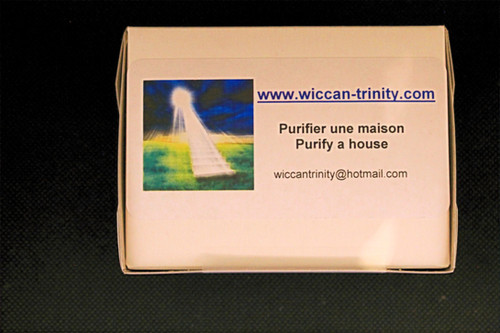 www.wiccan-trinity.com
Purifier une maison
Purify a house
wiccantrinity@hotmail.com